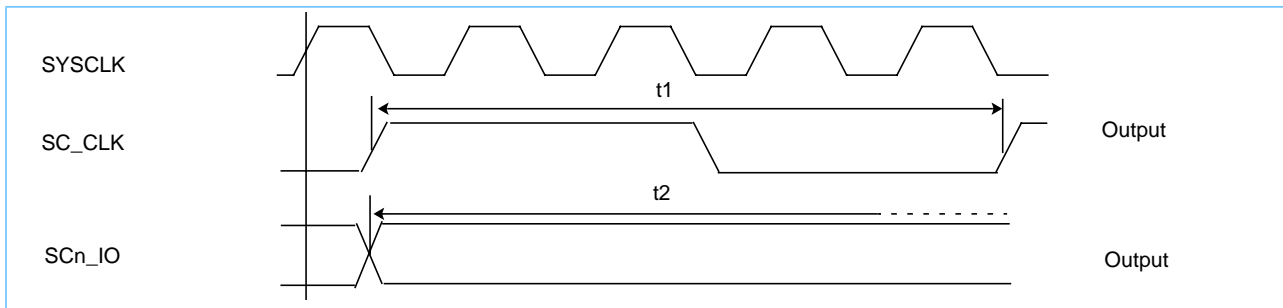 SYSCLK
t1
SC_CLK
Output
t2
SCn_IO
Output